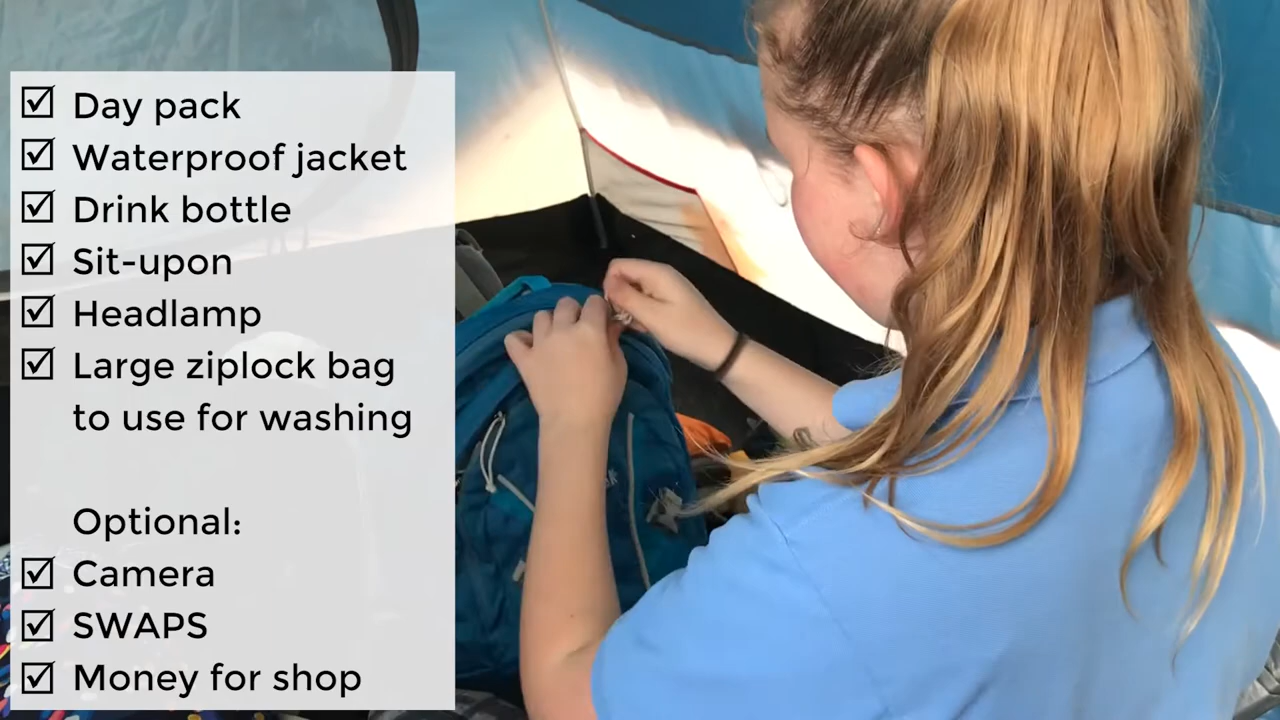 Day pack
Waterproof jacket
Drink bottle
Sit-upon
Headlamp
Large ziplock bag
to use for washing
Optional:
Camera
SWAPS
Money for shop